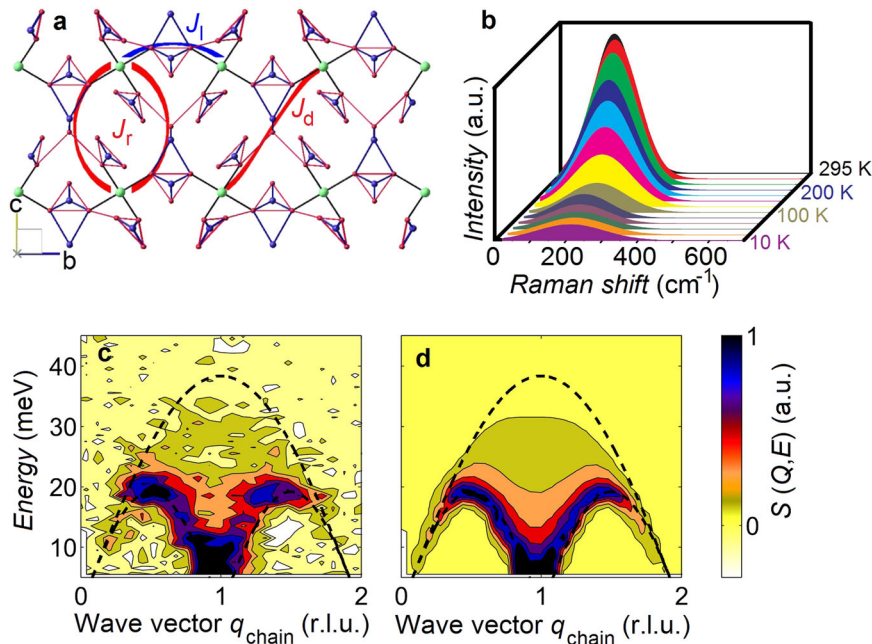 a
J_l
J_r
J_d
c
b
b
Intensity (a.u.)
295 K
200 K
100 K
10 K
0 200 400 600
Raman shift (cm⁻¹)
c
Energy (meV)
40
30
20
10
0 1 2
Wave vector q_chain (r.l.u.)
d
0 1 2
Wave vector q_chain (r.l.u.)
1
0
S (Q,E) (a.u.)